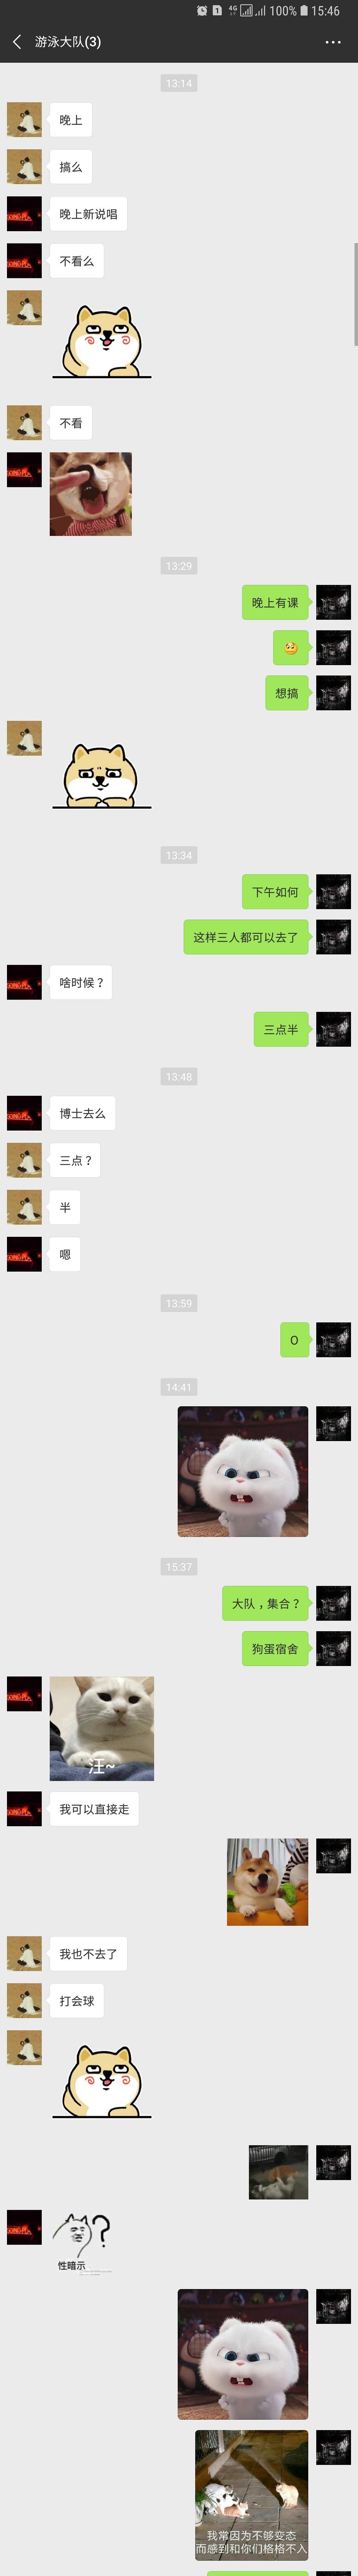 4G
1
100%
15:46
游泳大队(3)
13:14
晚上
搞么
晚上新说唱
不看么
不看
13:29
晚上有课
想搞
13:34
下午如何
这样三人都可以去了
啥时候？
三点半
13:48
博士去么
三点？
半
嗯
13:59
O
14:41
15:37
大队，集合？
狗蛋宿舍
汪~
我可以直接走
我也不去了
打会球
?
性暗示
我常因为不够变态
而感到和你们格格不入